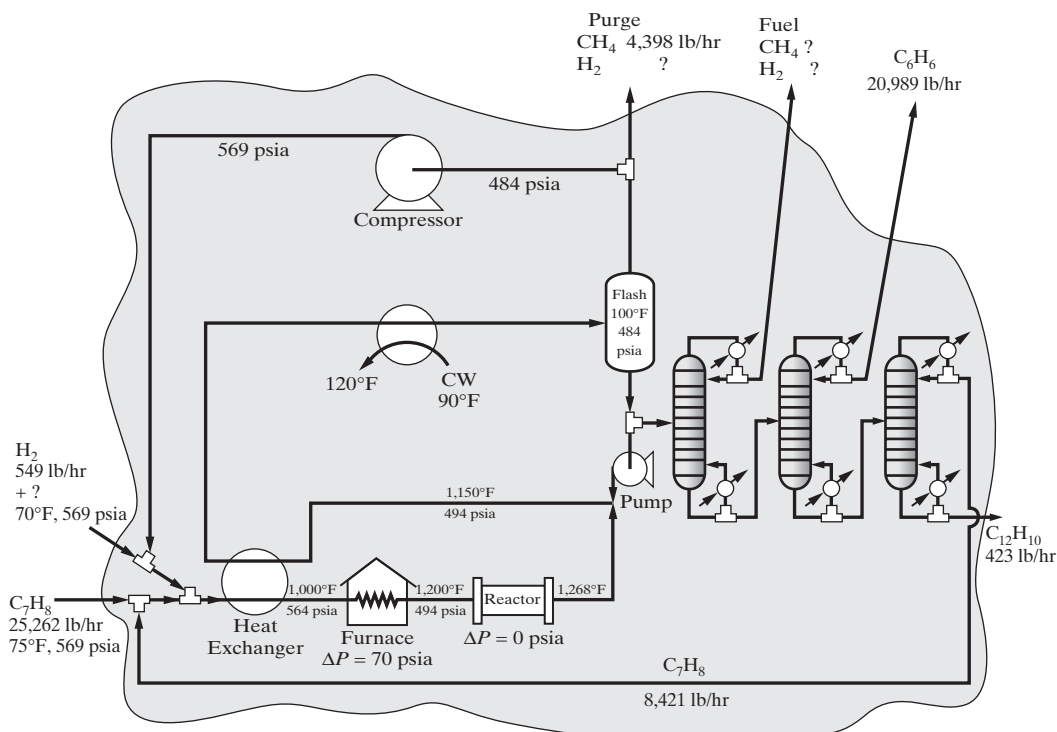 Purge
CH₄ 4,398 lb/hr
H₂ ?
Fuel
CH₄ ?
H₂ ?
C₆H₆
20,989 lb/hr
569 psia
484 psia
Compressor
Flash
100°F
484
psia
120°F
CW
90°F
H₂
549 lb/hr
+ ?
70°F, 569 psia
1,150°F
494 psia
Pump
C₁₂H₁₀
423 lb/hr
C₇H₈
25,262 lb/hr
75°F, 569 psia
Heat
Exchanger
1,000°F
564 psia
Furnace
ΔP = 70 psia
1,200°F
494 psia
Reactor
ΔP = 0 psia
1,268°F
C₇H₈
8,421 lb/hr